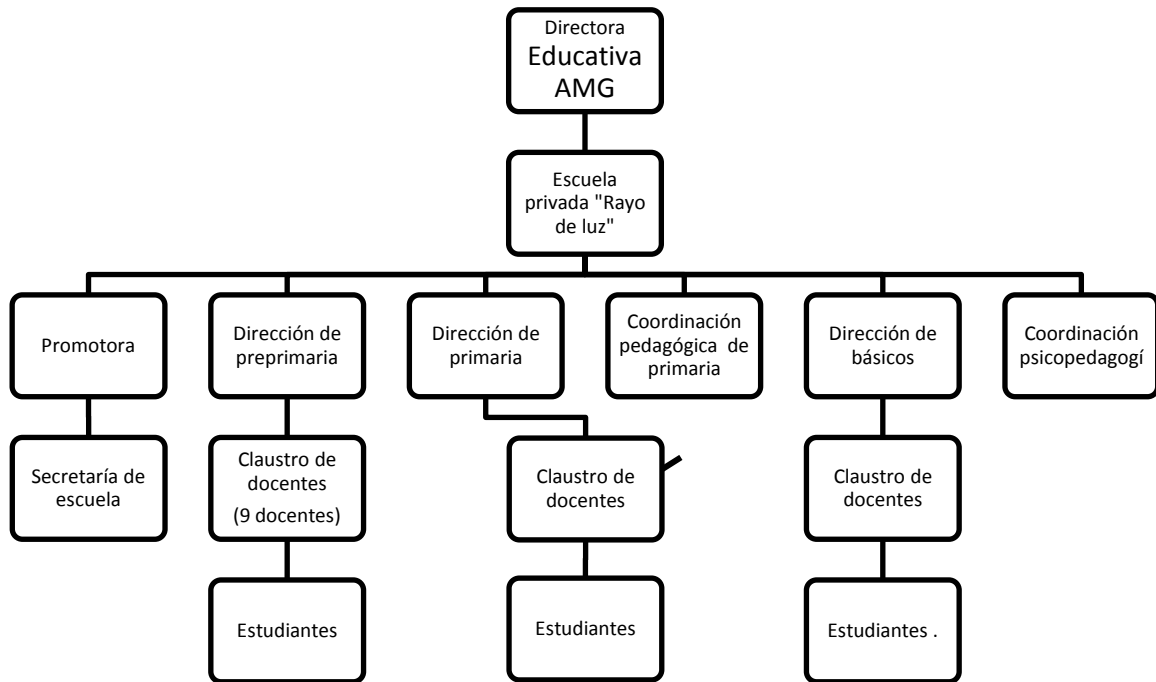 Directora
Educativa
AMG
Escuela
privada "Rayo
de luz"
Promotora
Dirección de
preprimaria
Dirección de
primaria
Coordinación
pedagógica de
primaria
Dirección de
básicos
Coordinación
psicopedagogí
Secretaría de
escuela
Claustro de
docentes
(9 docentes)
Claustro de
docentes
Claustro de
docentes
Estudiantes
Estudiantes
Estudiantes .